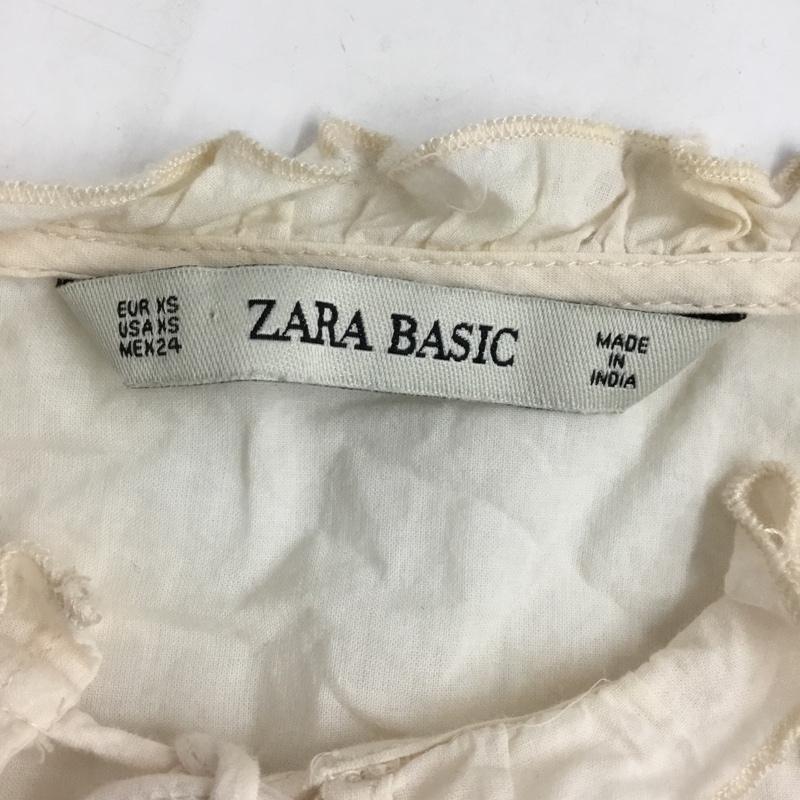 EUR XS
USA XS
MEX 24
ZARA BASIC
MADE
IN
INDIA